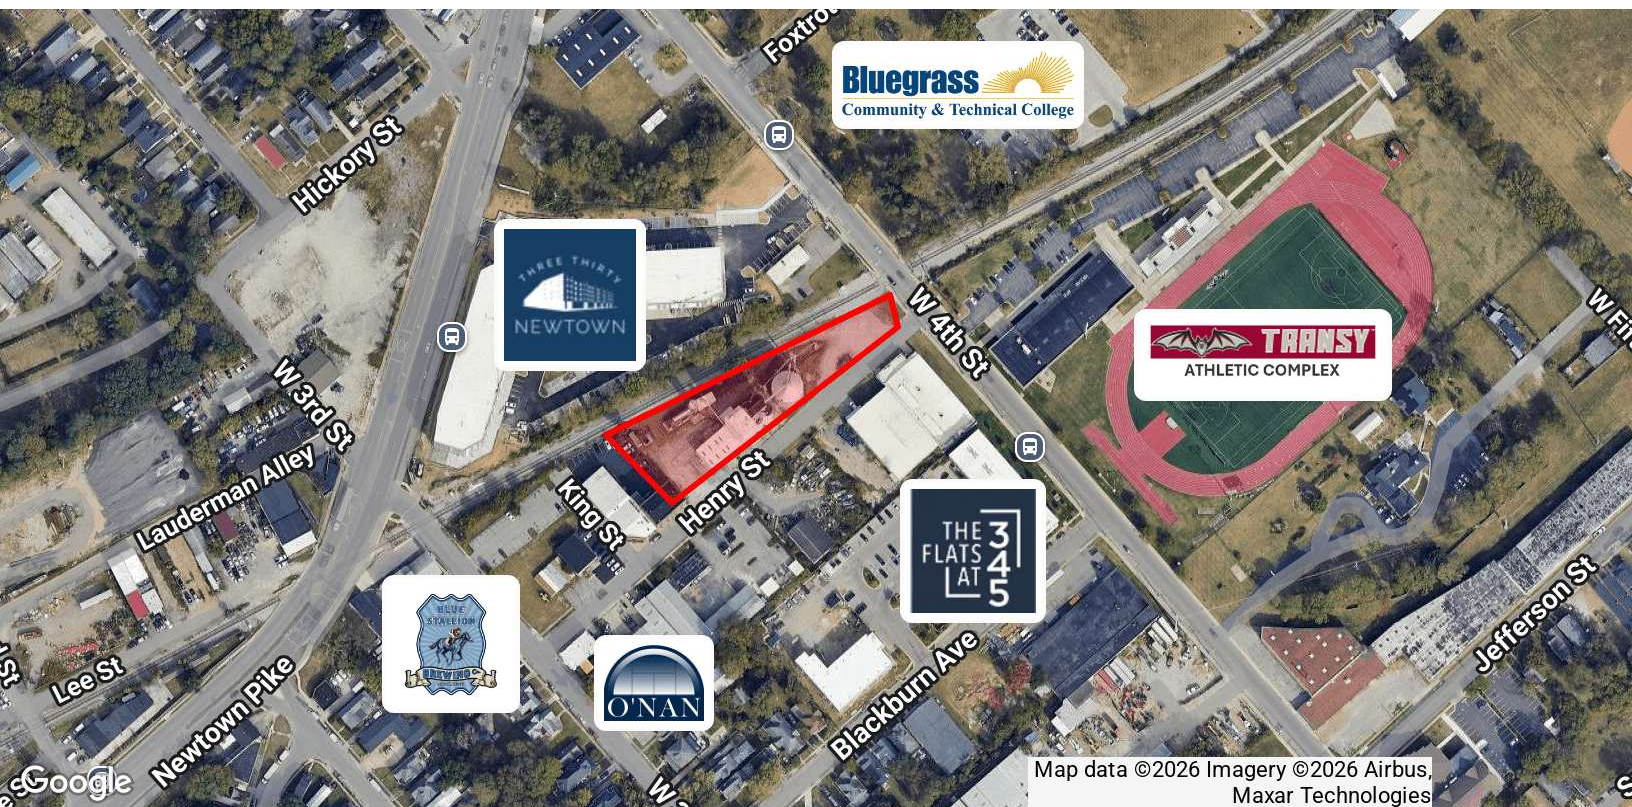 Foxtrot
Bluegrass
Community & Technical College
Hickory St
THREE THIRTY
NEWTOWN
W 4th St
W Fift
TRANSY
ATHLETIC COMPLEX
W 3rd St
Lauderman Alley
King St
Henry St
THE
FLATS
AT
345
BLUE
STALLION
BREWING CO
O'NAN
Lee St
Newtown Pike
Blackburn Ave
Jefferson St
Google
Map data ©2026 Imagery ©2026 Airbus,
Maxar Technologies